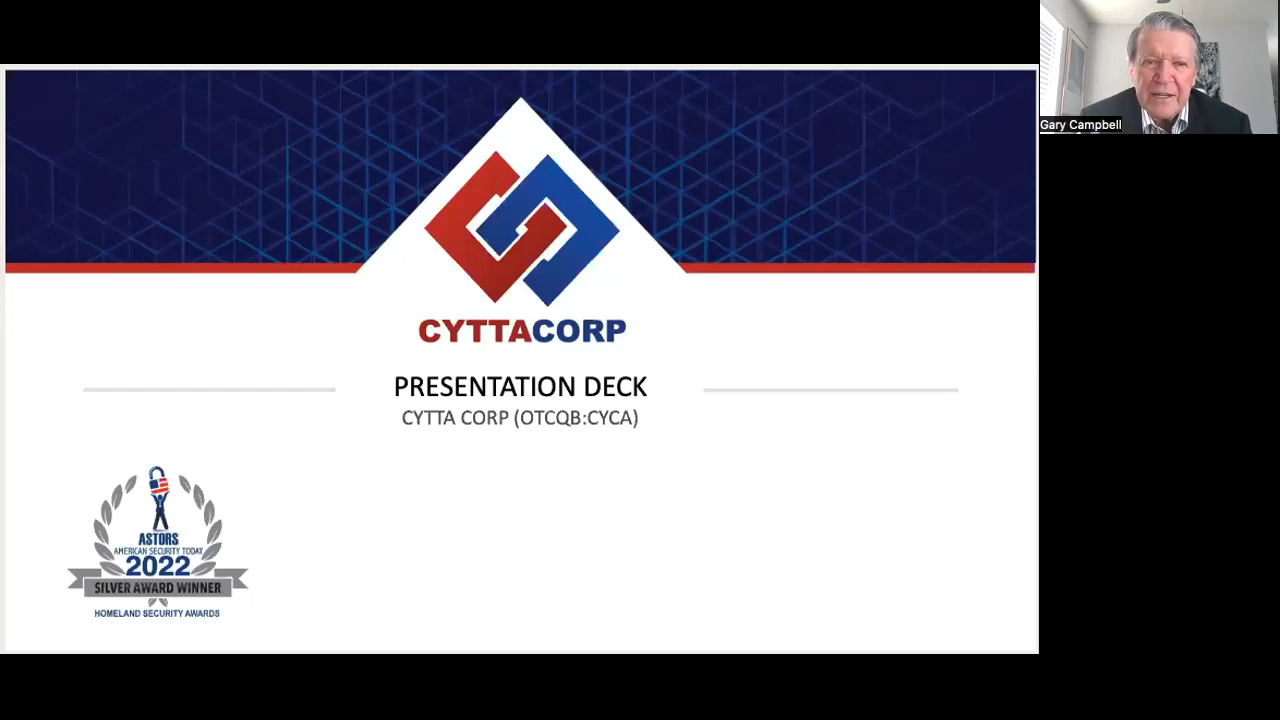 Gary Campbell
CYTTACORP
PRESENTATION DECK
CYTTA CORP (OTCQB:CYCA)
ASTORS
AMERICAN SECURITY TODAY
2022
SILVER AWARD WINNER
HOMELAND SECURITY AWARDS